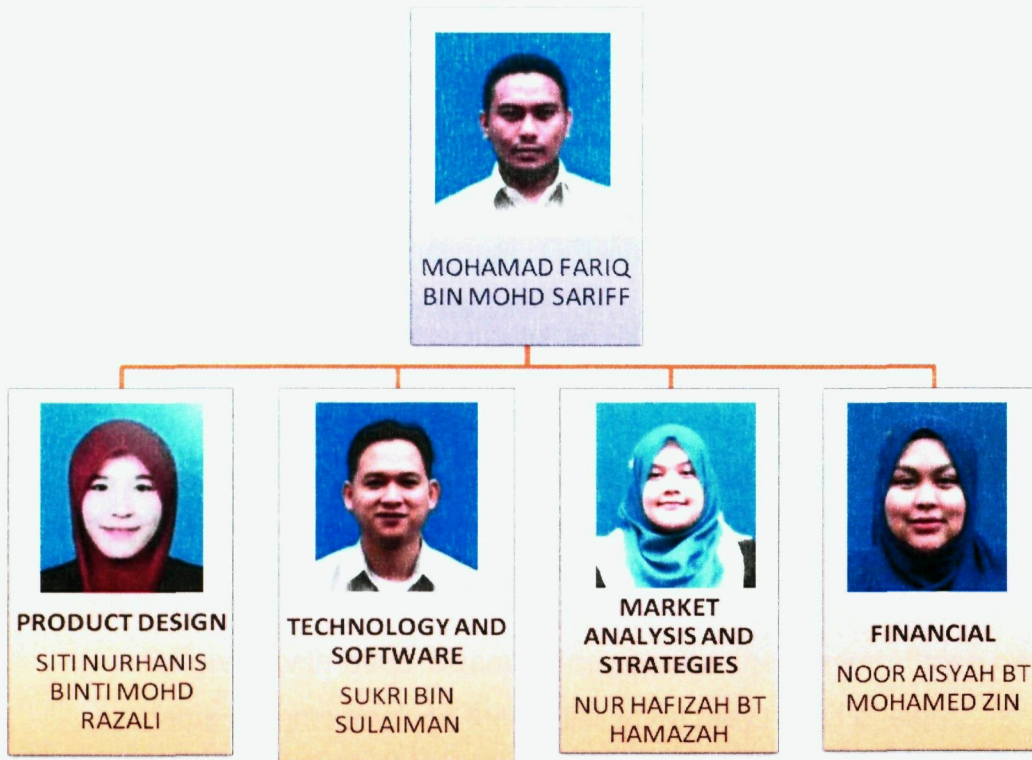 MOHAMAD FARIQ
BIN MOHD SARIFF
PRODUCT DESIGN
SITI NURHANIS
BINTI MOHD
RAZALI
TECHNOLOGY AND
SOFTWARE
SUKRI BIN
SULAIMAN
MARKET
ANALYSIS AND
STRATEGIES
NUR HAFIZAH BT
HAMAZAH
FINANCIAL
NOOR AISYAH BT
MOHAMED ZIN